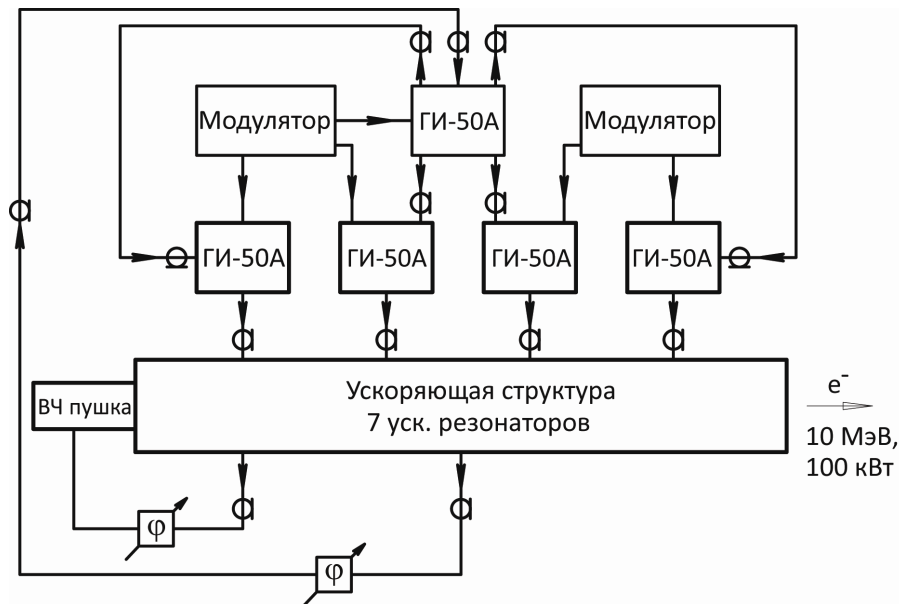 Модулятор
ГИ-50А
Модулятор
ГИ-50А
ГИ-50А
ГИ-50А
ГИ-50А
ВЧ пушка
Ускоряющая структура
7 уск. резонаторов
e-
10 МэВ,
100 кВт
φ
φ